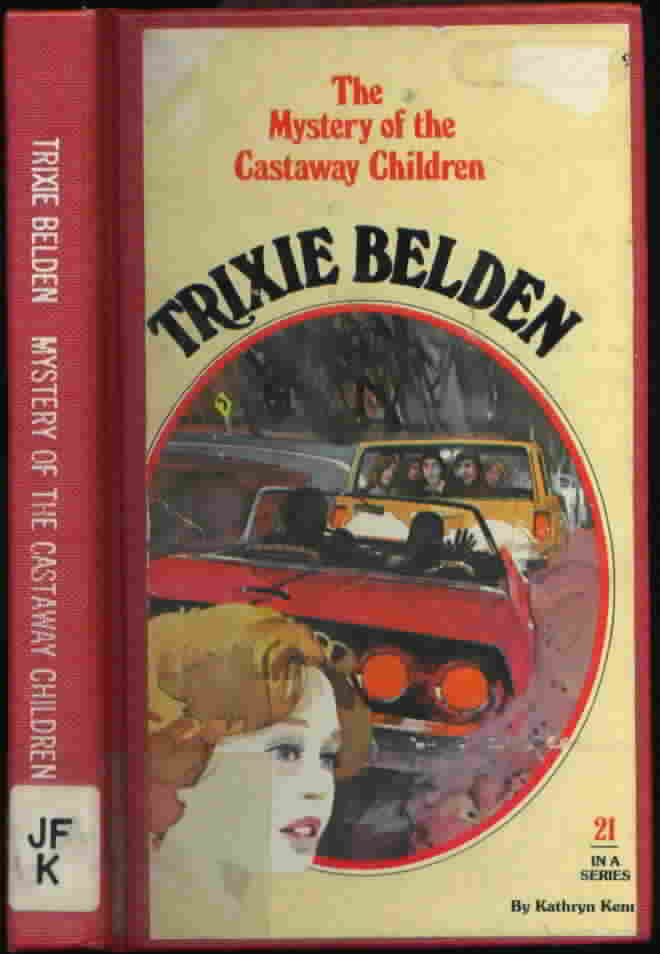 TRIXIE BELDEN MYSTERY OF THE CASTAWAY CHILDREN
JF
K
The
Mystery of the
Castaway Children
TRIXIE BELDEN
21
IN A
SERIES
By Kathryn Kenn